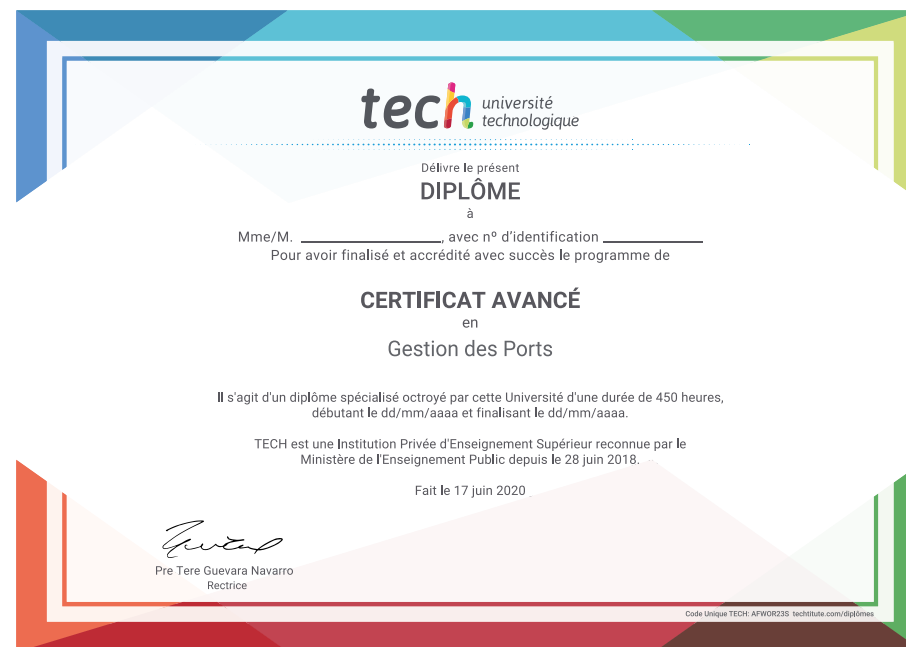 tech université
technologique
Délivre le présent
DIPLÔME
à
Mme/M. ____________________, avec nº d'identification ______________
Pour avoir finalisé et accrédité avec succès le programme de
CERTIFICAT AVANCÉ
en
Gestion des Ports
Il s'agit d'un diplôme spécialisé octroyé par cette Université d'une durée de 450 heures,
débutant le dd/mm/aaaa et finalisant le dd/mm/aaaa.
TECH est une Institution Privée d'Enseignement Supérieur reconnue par le
Ministère de l'Enseignement Public depuis le 28 juin 2018.
Fait le 17 juin 2020
Pre Tere Guevara Navarro
Rectrice
Code Unique TECH: AFWOR23S techtitute.com/diplômes